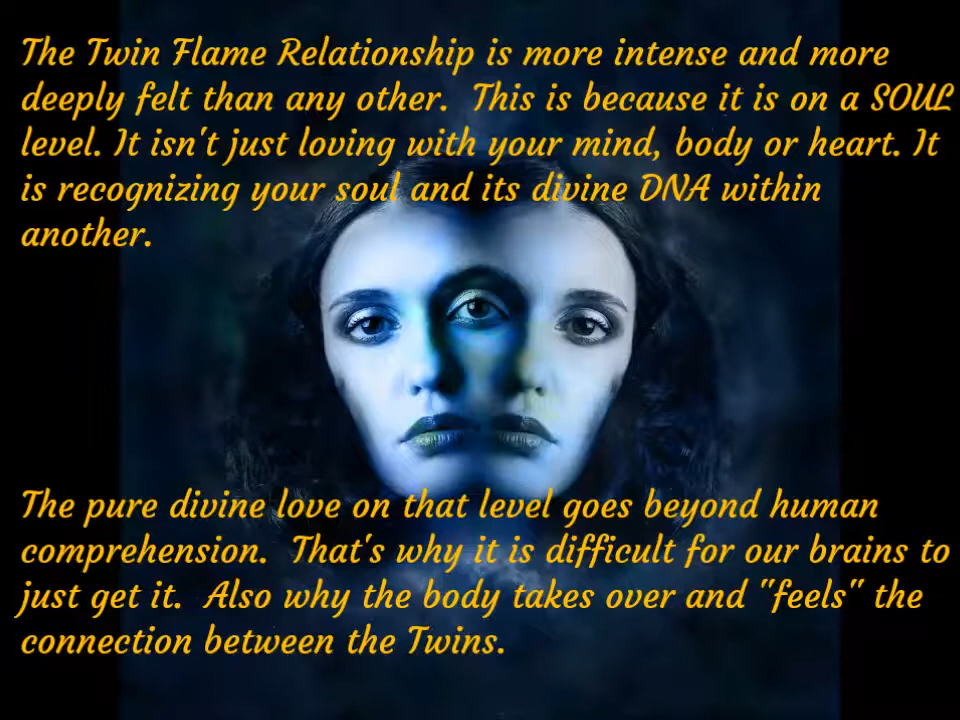 The Twin Flame Relationship is more intense and more
deeply felt than any other.  This is because it is on a SOUL
level. It isn't just loving with your mind, body or heart. It
is recognizing your soul and its divine DNA within
another.
The pure divine love on that level goes beyond human
comprehension.  That's why it is difficult for our brains to
just get it.  Also why the body takes over and "feels" the
connection between the Twins.